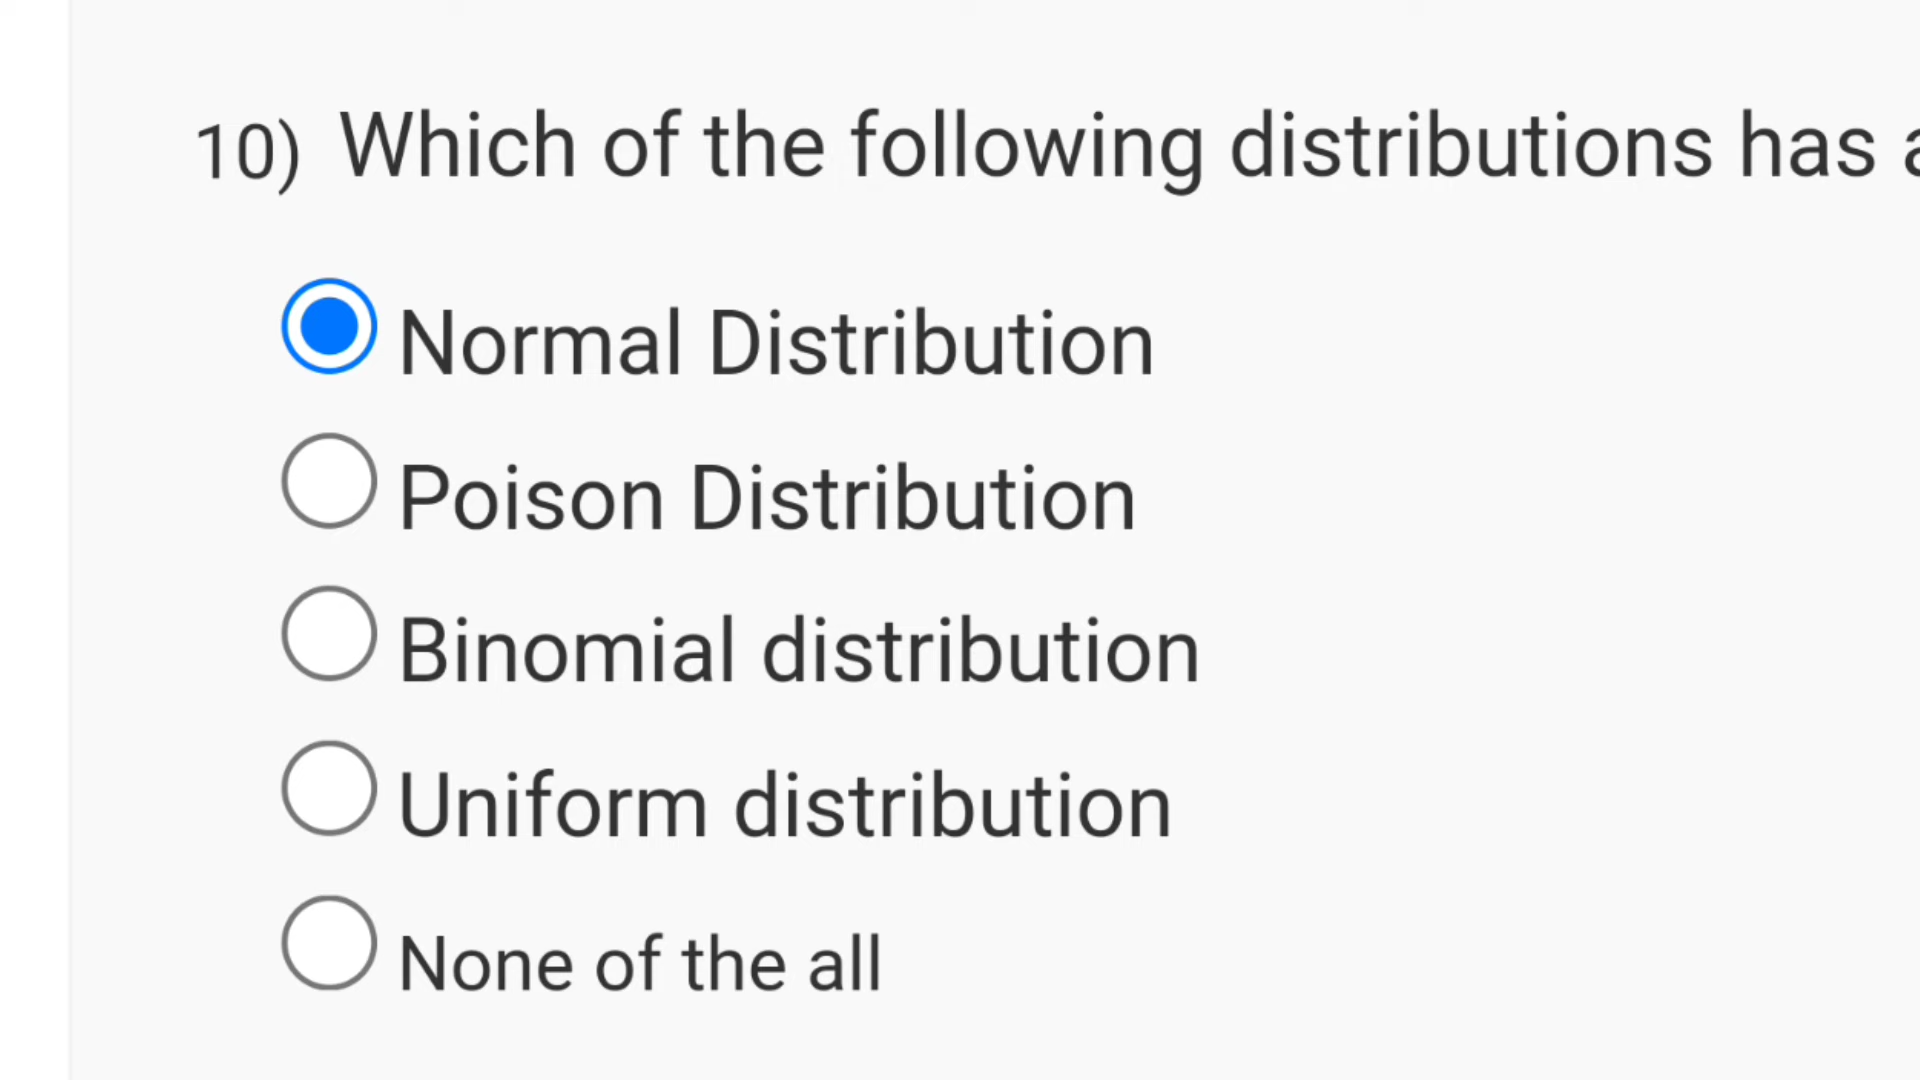 10) Which of the following distributions has
Normal Distribution
Poison Distribution
Binomial distribution
Uniform distribution
None of the all